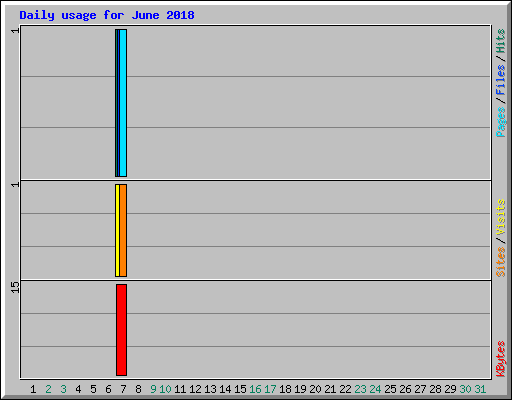 Daily usage for June 2018
1
1
15
Pages/Files/Hits
Sites/Visits
KBytes
1 2 3 4 5 6 7 8 9 10 11 12 13 14 15 16 17 18 19 20 21 22 23 24 25 26 27 28 29 30 31